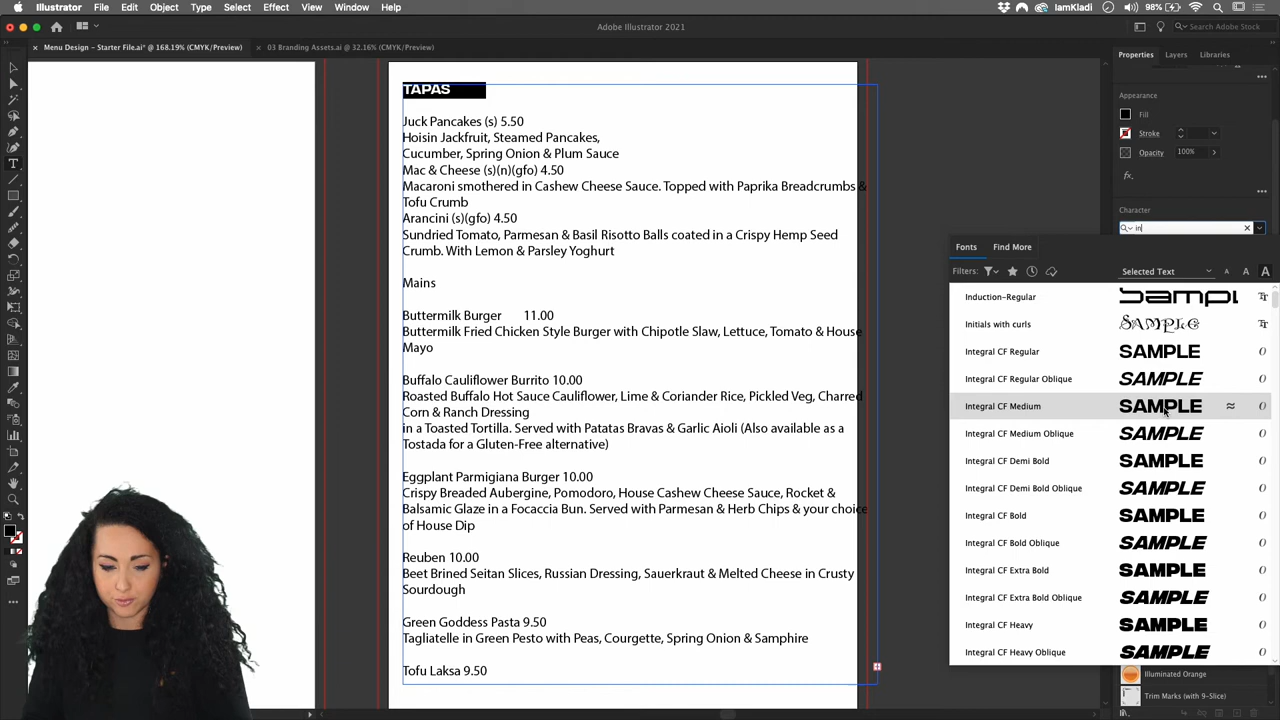 Illustrator File Edit Object Type Select Effect View Window Help
IamKladi 98%
Adobe Illustrator 2021
Search Adobe Stock
Menu Design - Starter File.ai* @ 168.19% (CMYK/Preview)
03 Branding Assets.ai @ 32.16% (CMYK/Preview)
Properties Layers Libraries
Appearance
Fill
Stroke
Opacity 100%
fx.
Character
in
Fonts Find More
Filters: Selected Text A A A
Induction-Regular
Initials with curls SAMPLE
Integral CF Regular SAMPLE
Integral CF Regular Oblique SAMPLE
Integral CF Medium SAMPLE
Integral CF Medium Oblique SAMPLE
Integral CF Demi Bold SAMPLE
Integral CF Demi Bold Oblique SAMPLE
Integral CF Bold SAMPLE
Integral CF Bold Oblique SAMPLE
Integral CF Extra Bold SAMPLE
Integral CF Extra Bold Oblique SAMPLE
Integral CF Heavy SAMPLE
Integral CF Heavy Oblique SAMPLE
Illuminated Orange
Trim Marks (with 9-Slice)
TAPAS
Juck Pancakes (s) 5.50
Hoisin Jackfruit, Steamed Pancakes,
Cucumber, Spring Onion & Plum Sauce
Mac & Cheese (s)(n)(gfo) 4.50
Macaroni smothered in Cashew Cheese Sauce. Topped with Paprika Breadcrumbs &
Tofu Crumb
Arancini (s)(gfo) 4.50
Sundried Tomato, Parmesan & Basil Risotto Balls coated in a Crispy Hemp Seed
Crumb. With Lemon & Parsley Yoghurt
Mains
Buttermilk Burger 11.00
Buttermilk Fried Chicken Style Burger with Chipotle Slaw, Lettuce, Tomato & House
Mayo
Buffalo Cauliflower Burrito 10.00
Roasted Buffalo Hot Sauce Cauliflower, Lime & Coriander Rice, Pickled Veg, Charred
Corn & Ranch Dressing
in a Toasted Tortilla. Served with Patatas Bravas & Garlic Aioli (Also available as a
Tostada for a Gluten-Free alternative)
Eggplant Parmigiana Burger 10.00
Crispy Breaded Aubergine, Pomodoro, House Cashew Cheese Sauce, Rocket &
Balsamic Glaze in a Focaccia Bun. Served with Parmesan & Herb Chips & your choice
of House Dip
Reuben 10.00
Beet Brined Seitan Slices, Russian Dressing, Sauerkraut & Melted Cheese in Crusty
Sourdough
Green Goddess Pasta 9.50
Tagliatelle in Green Pesto with Peas, Courgette, Spring Onion & Samphire
Tofu Laksa 9.50